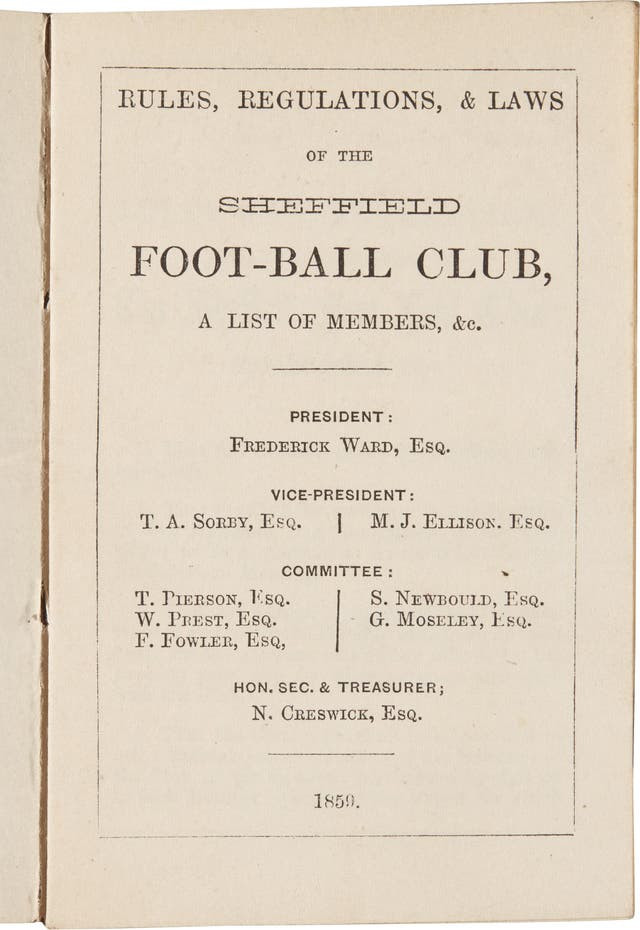 RULES, REGULATIONS, & LAWS
OF THE
SHEFFIELD
FOOT-BALL CLUB,
A LIST OF MEMBERS, &c.
PRESIDENT:
FREDERICK WARD, ESQ.
VICE-PRESIDENT:
T. A. SORBY, ESQ. | M. J. ELLISON. ESQ.
COMMITTEE:
T. PIERSON, ESQ. | S. NEWBOULD, ESQ.
W. PREST, ESQ. | G. MOSELEY, ESQ.
F. FOWLER, ESQ,
HON. SEC. & TREASURER;
N. CRESWICK, ESQ.
1859.